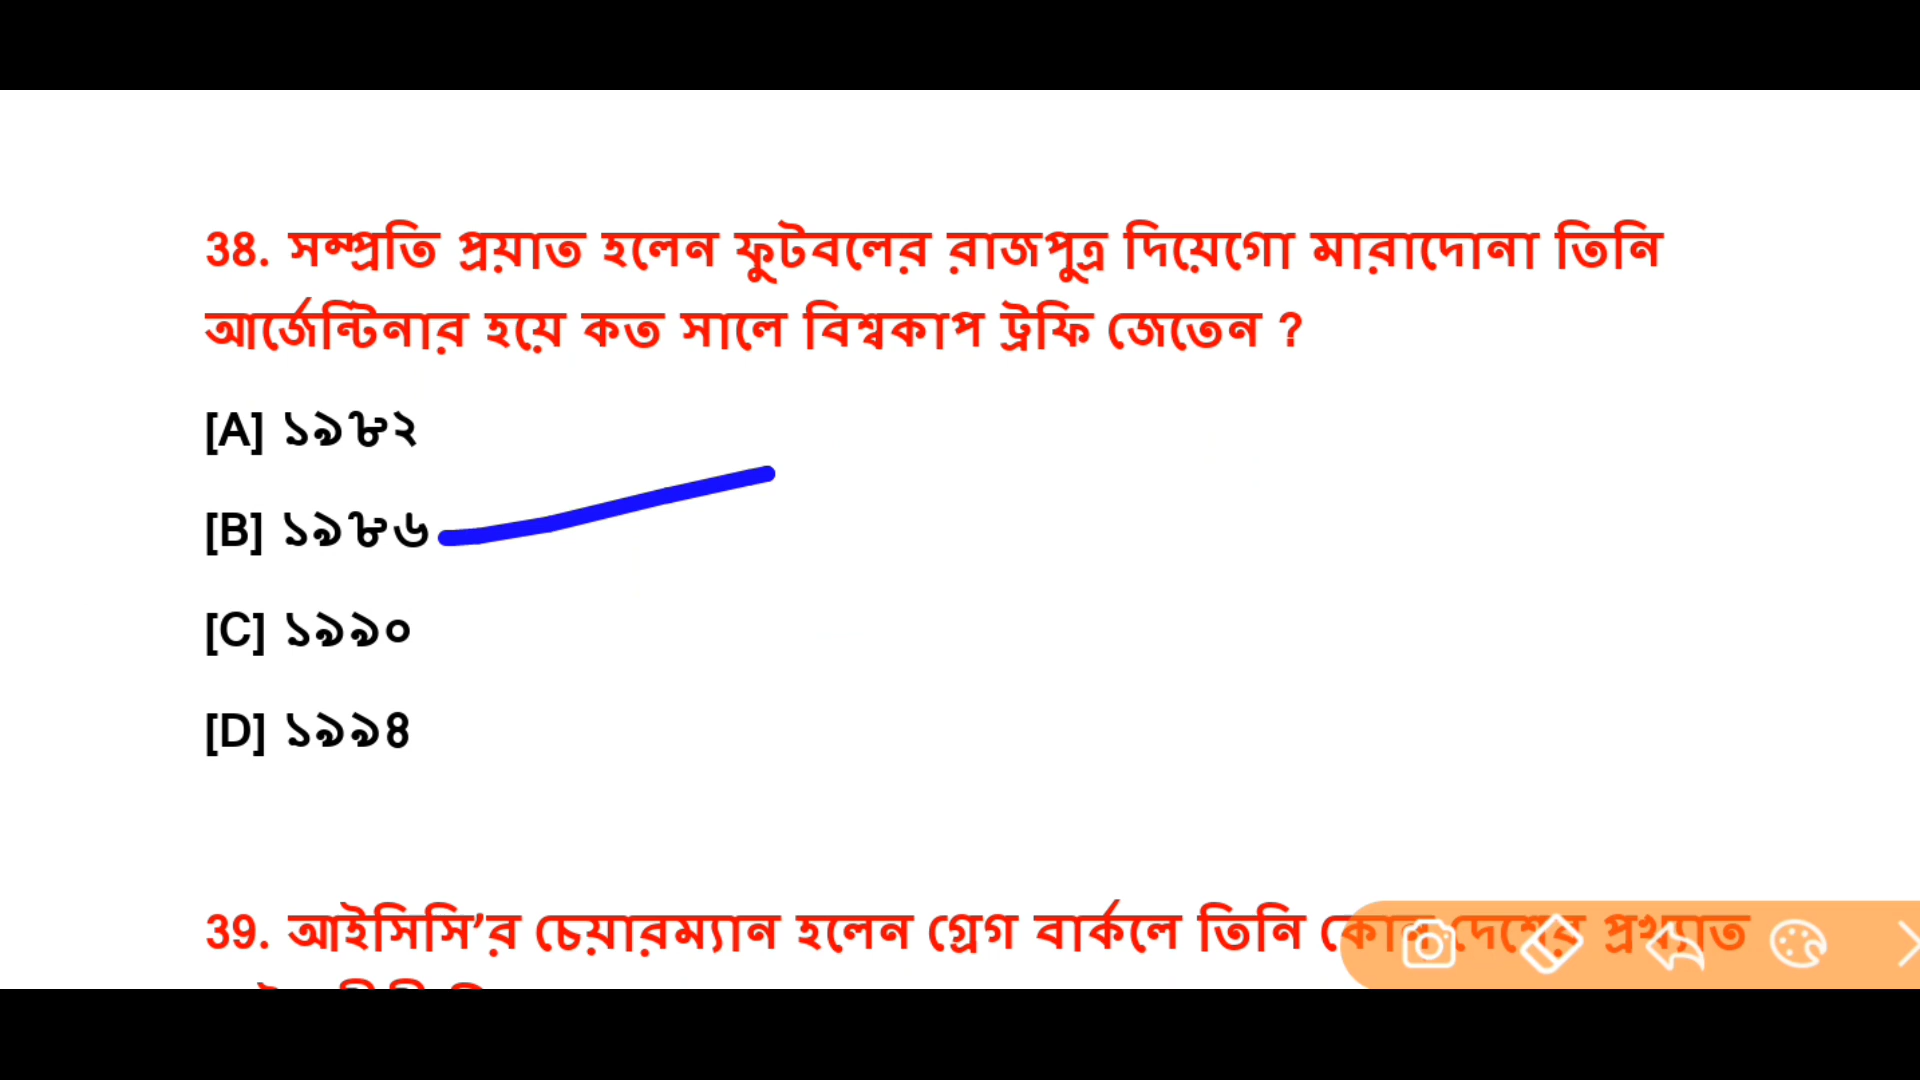 38. সম্প্রতি প্রয়াত হলেন ফুটবলের রাজপুত্র দিয়েগো মারাদোনা তিনি
আর্জেন্টিনার হয়ে কত সালে বিশ্বকাপ ট্রফি জেতেন ?
[A] ১৯৮২
[B] ১৯৮৬
[C] ১৯৯০
[D] ১৯৯৪
39. আইসিসি’র চেয়ারম্যান হলেন গ্রেগ বার্কলে তিনি কোন দেশের প্রখ্যাত